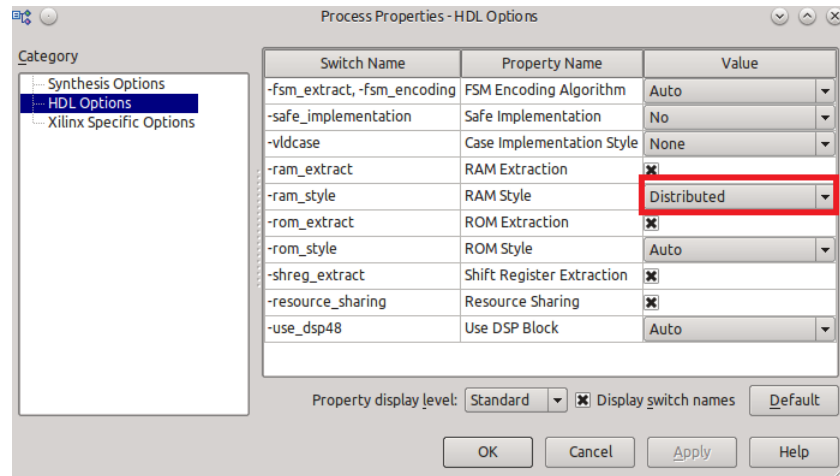 Process Properties - HDL Options
Category
Synthesis Options
HDL Options
Xilinx Specific Options
Switch Name Property Name Value
-fsm_extract, -fsm_encoding FSM Encoding Algorithm Auto
-safe_implementation Safe Implementation No
-vldcase Case Implementation Style None
-ram_extract RAM Extraction
-ram_style RAM Style Distributed
-rom_extract ROM Extraction
-rom_style ROM Style Auto
-shreg_extract Shift Register Extraction
-resource_sharing Resource Sharing
-use_dsp48 Use DSP Block Auto
Property display level: Standard Display switch names Default
OK Cancel Apply Help